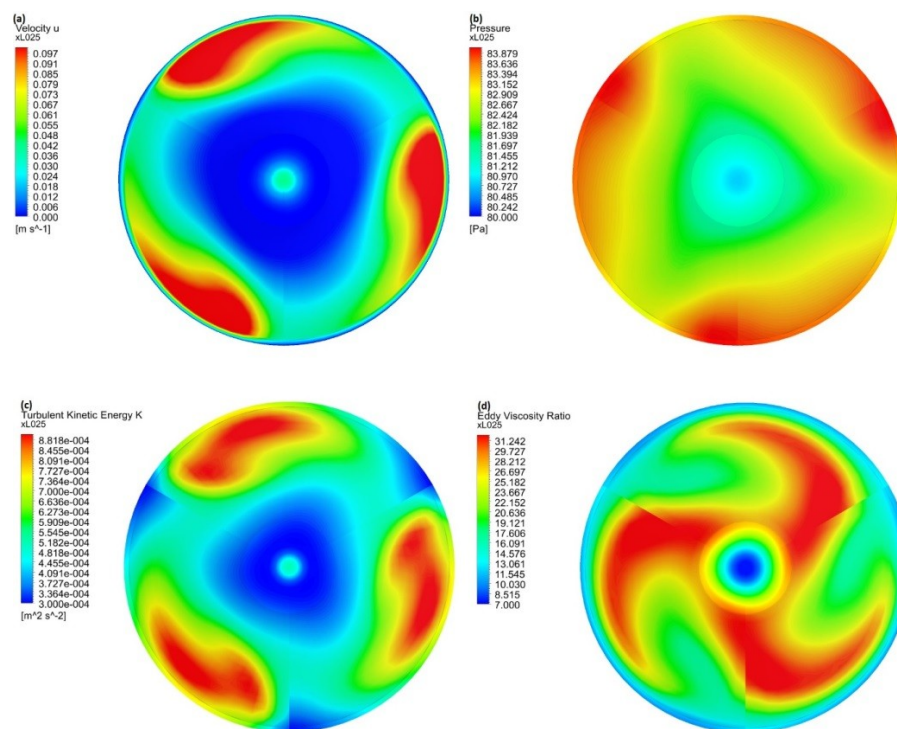 (a)
Velocity u
xL025
0.097
0.091
0.085
0.079
0.073
0.067
0.060
0.054
0.048
0.042
0.036
0.030
0.024
0.018
0.012
0.006
0.000
[m s^-1]
(b)
Pressure
xL025
83.879
83.636
83.394
83.152
82.909
82.667
82.424
82.182
81.939
81.697
81.455
81.212
80.970
80.727
80.485
80.242
80.000
[Pa]
(c)
Turbulent Kinetic Energy K
xL025
8.818e-004
8.455e-004
8.091e-004
7.727e-004
7.364e-004
7.000e-004
6.636e-004
6.273e-004
5.909e-004
5.545e-004
5.182e-004
4.818e-004
4.455e-004
4.091e-004
3.727e-004
3.364e-004
3.000e-004
[m^2 s^-2]
(d)
Eddy Viscosity Ratio
xL025
31.242
29.727
28.212
26.697
25.182
23.667
22.152
20.636
19.121
17.606
16.091
14.576
13.061
11.545
10.030
8.515
7.000